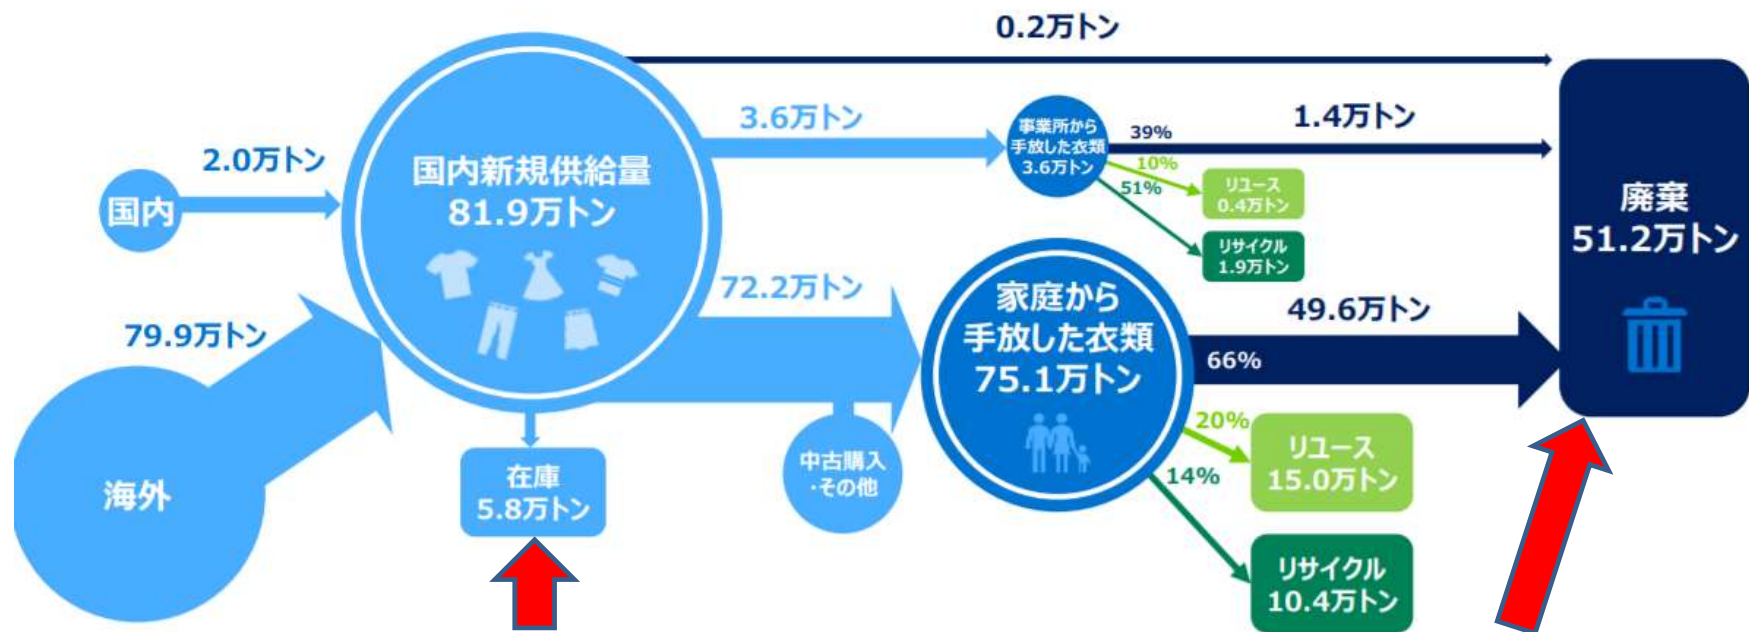 0.2万トン
3.6万トン
事業所から
手放した衣類
3.6万トン
39%
1.4万トン
10%
51%
リユース
0.4万トン
リサイクル
1.9万トン
2.0万トン
国内
国内新規供給量
81.9万トン
廃棄
51.2万トン
79.9万トン
海外
72.2万トン
家庭から
手放した衣類
75.1万トン
49.6万トン
66%
在庫
5.8万トン
中古購入
・その他
20%
リユース
15.0万トン
14%
リサイクル
10.4万トン